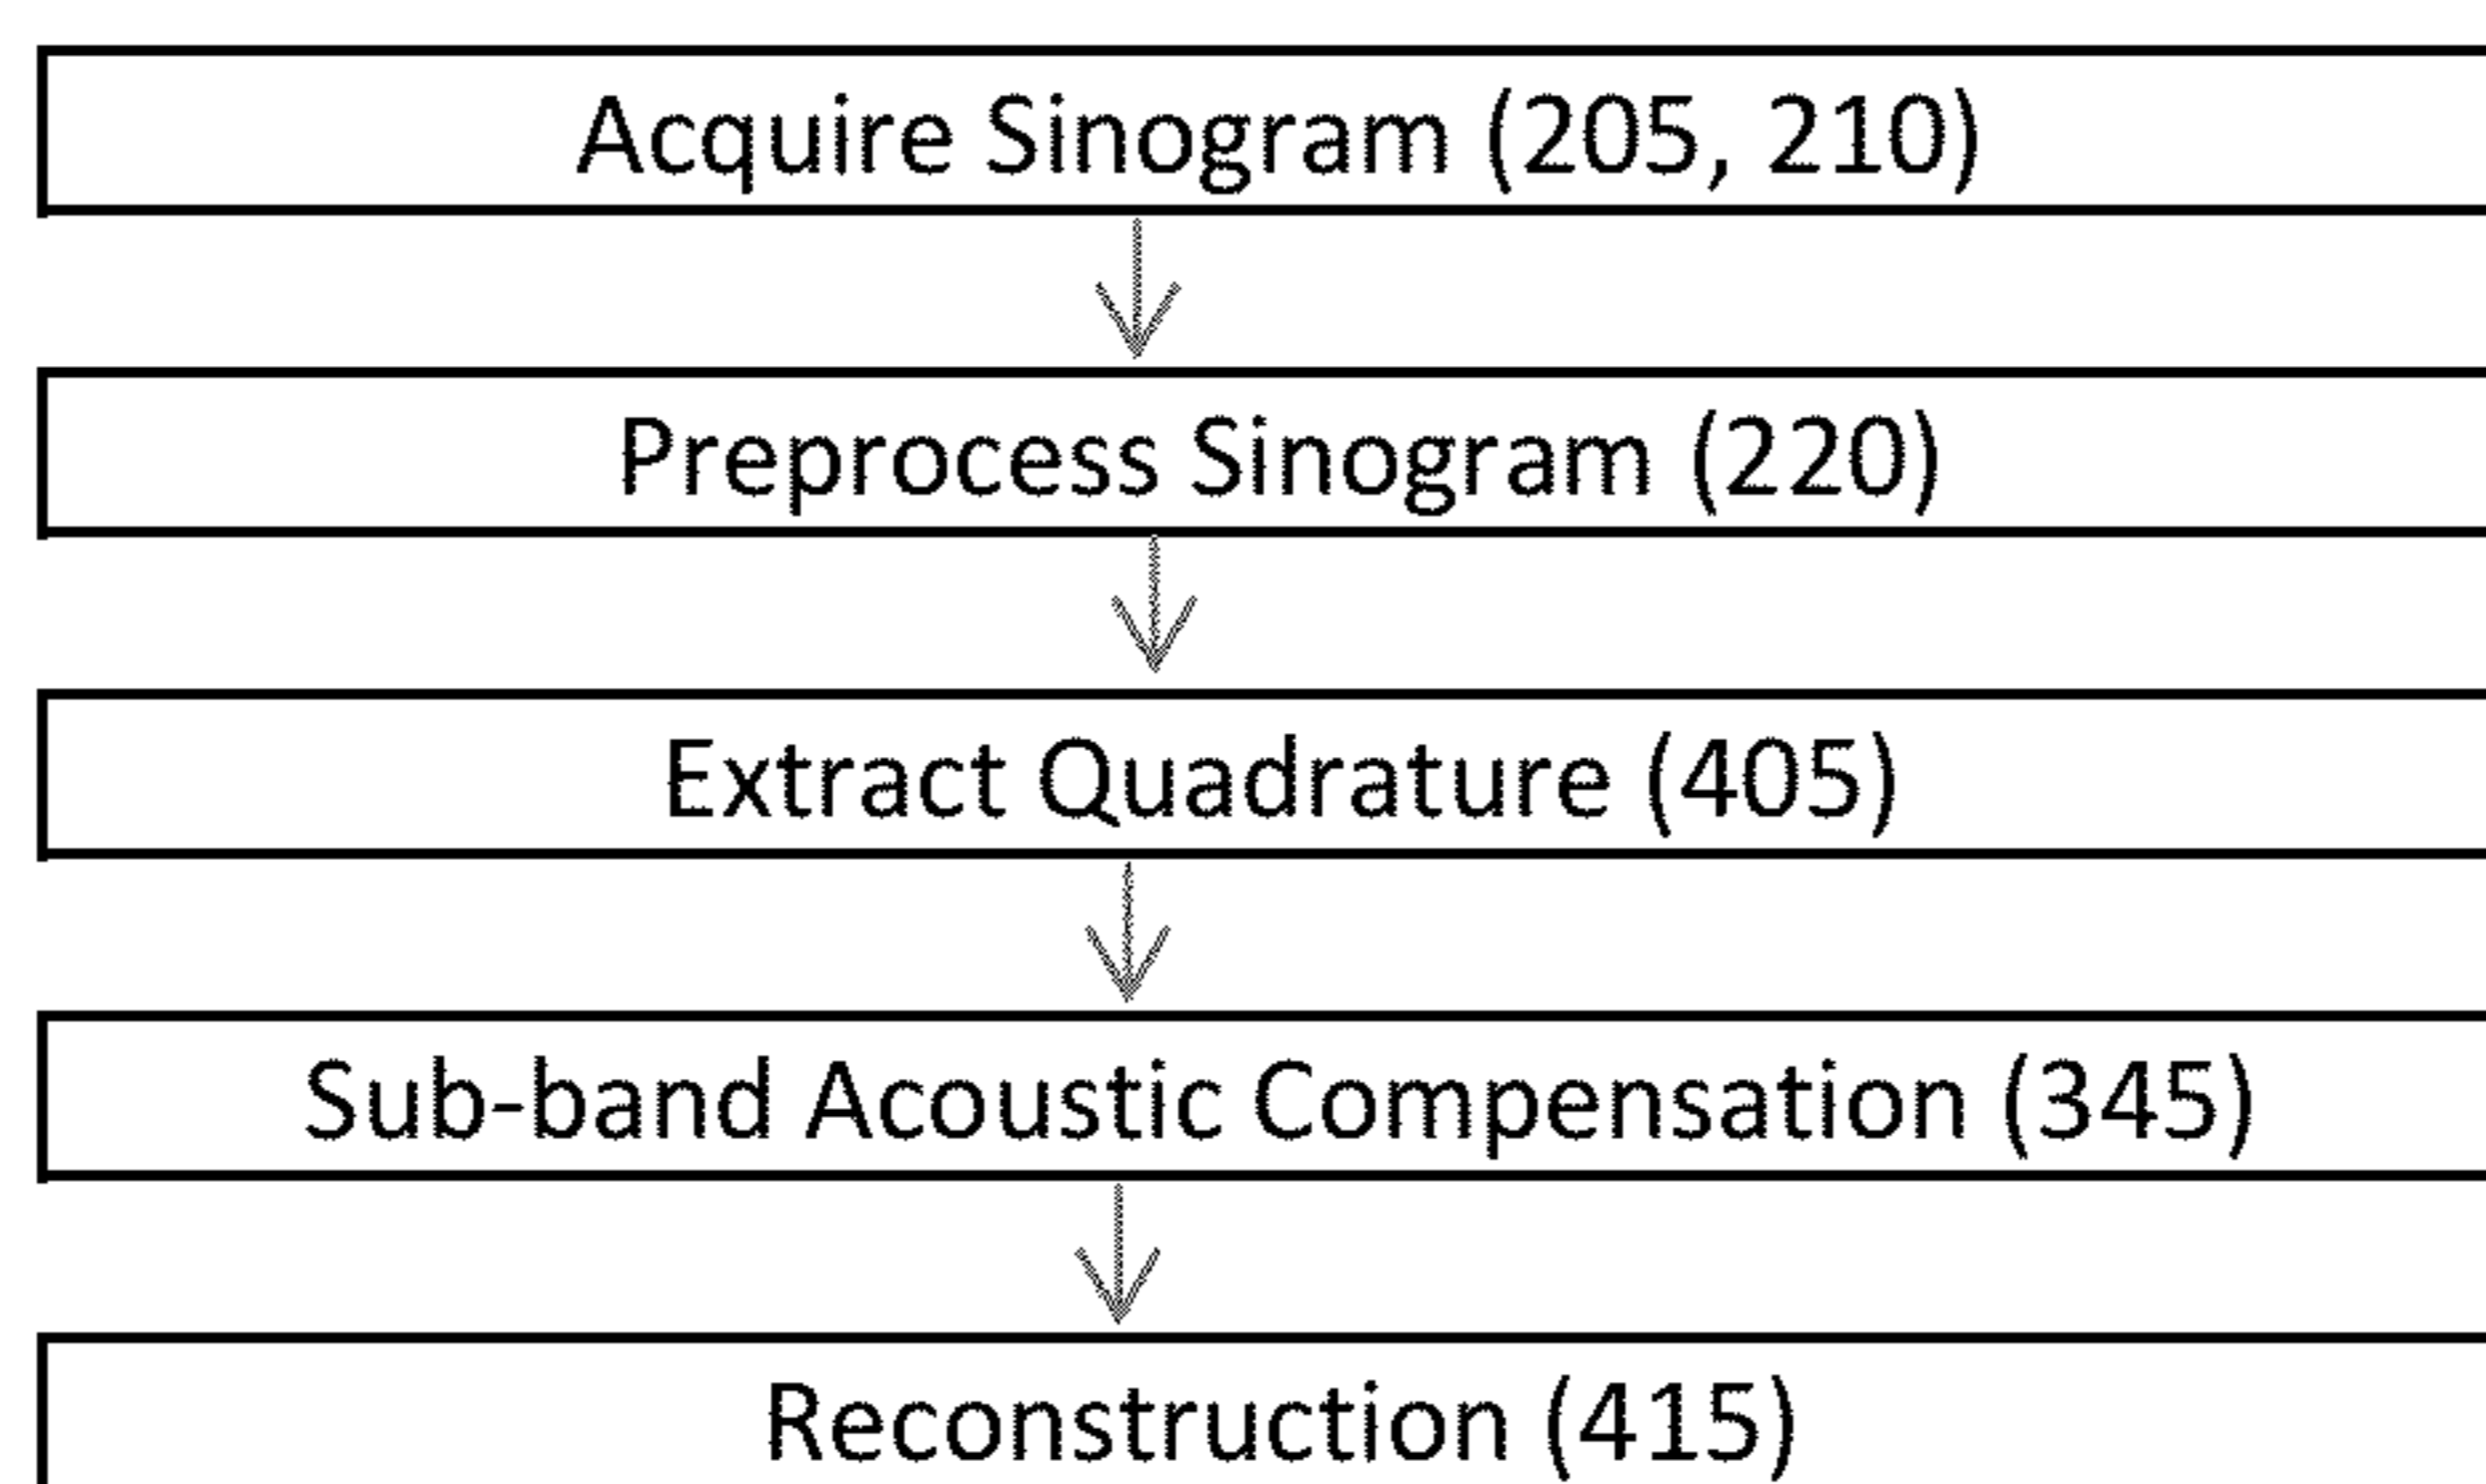 Acquire Sinogram (205, 210)
Preprocess Sinogram (220)
Extract Quadrature (405)
Sub-band Acoustic Compensation (345)
Reconstruction (415)